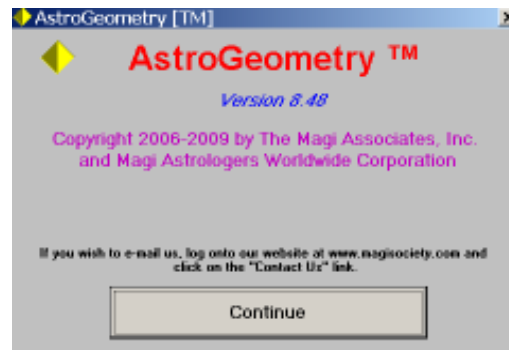 AstroGeometry [TM]
AstroGeometry ™
Version 8.48
Copyright 2006-2009 by The Magi Associates, Inc.
and Magi Astrologers Worldwide Corporation
If you wish to e-mail us, log onto our website at www.magisociety.com and
click on the "Contact Us" link.
Continue